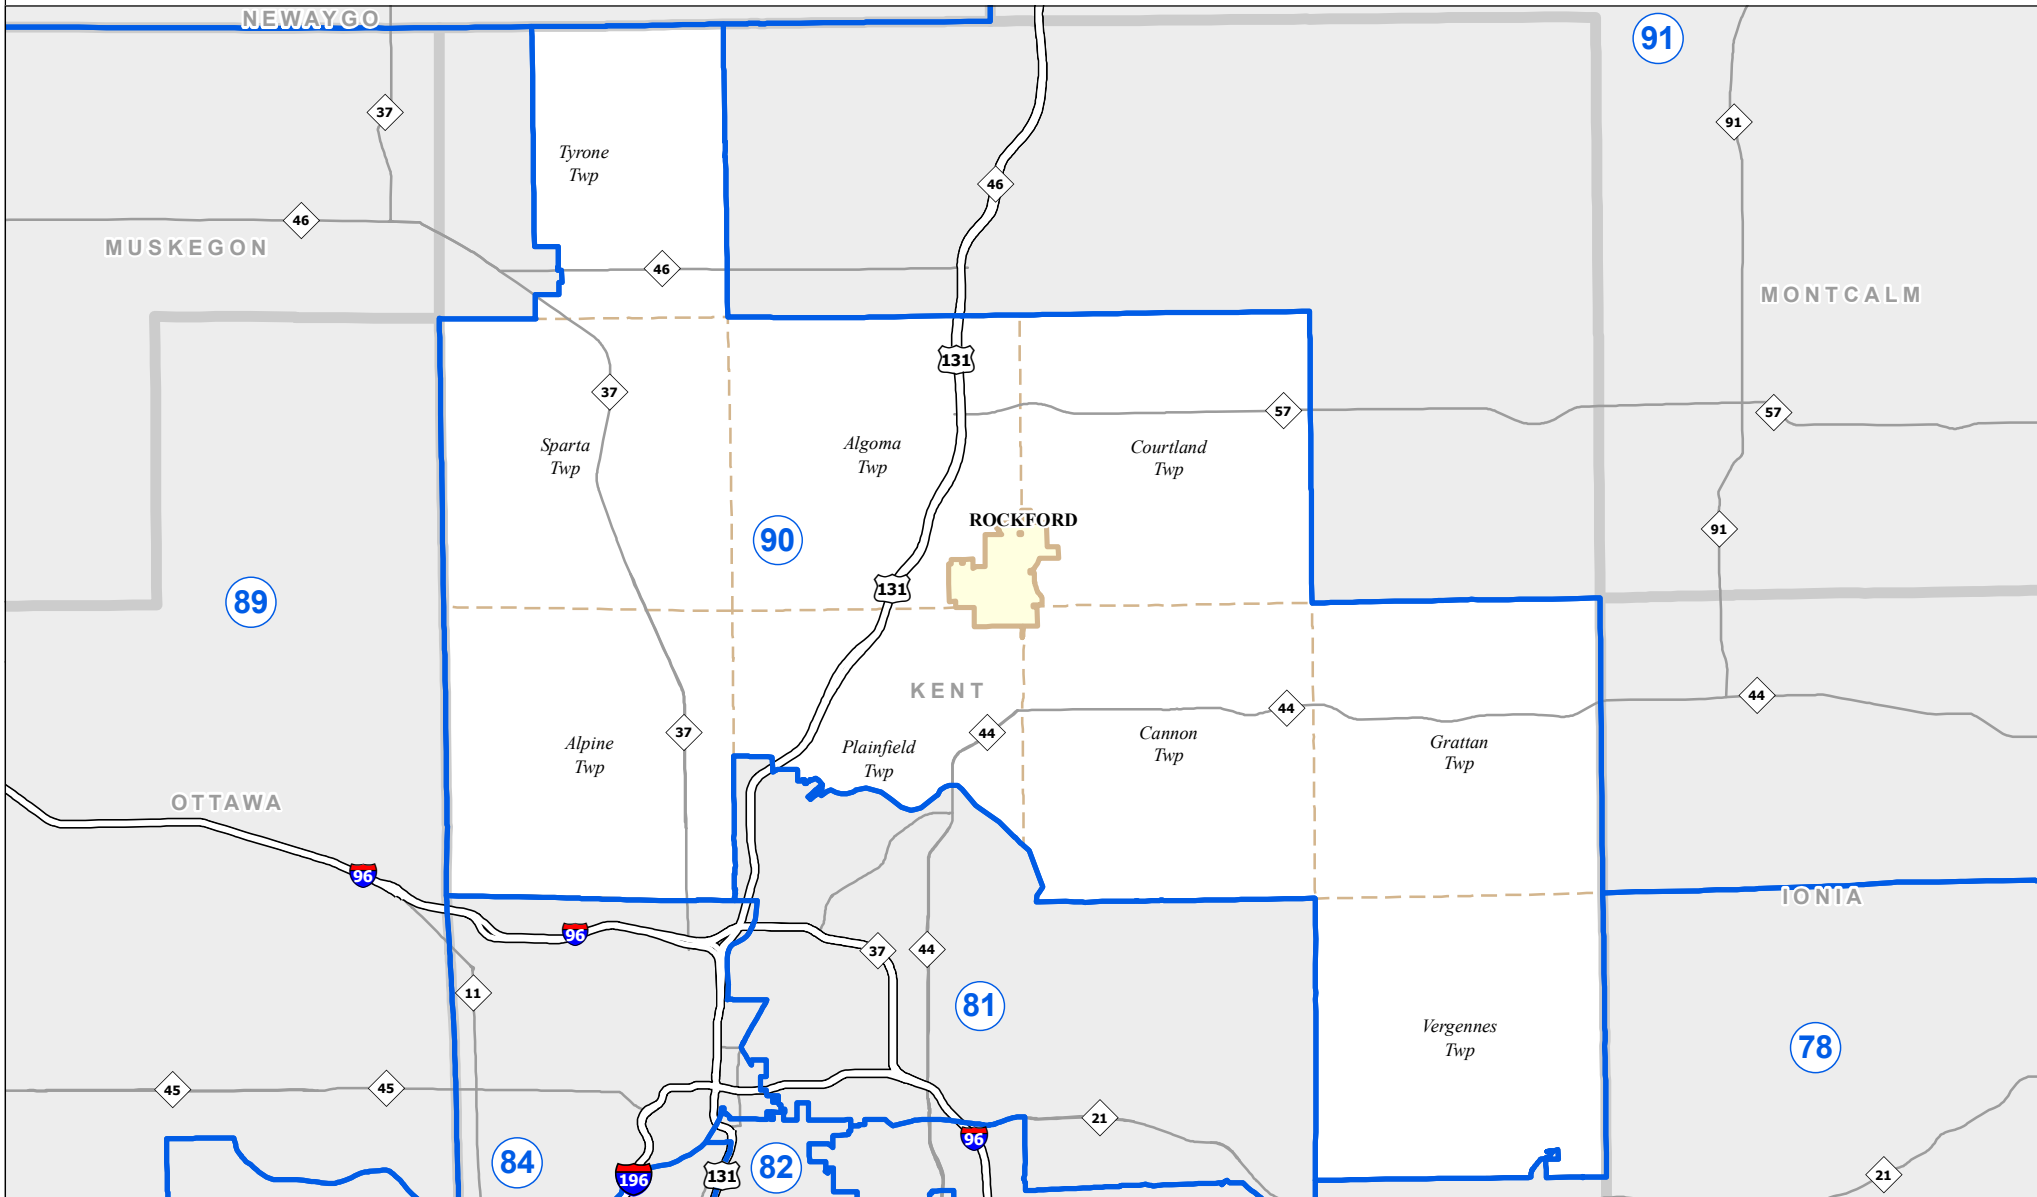 NEWAYGO
91
37
91
Tyrone
Twp
46
46
MUSKEGON
46
MONTCALM
131
37
57
57
Sparta
Twp
Algoma
Twp
Courtland
Twp
ROCKFORD
90
91
131
89
KENT
44
44
44
37
Alpine
Twp
Plainfield
Twp
Cannon
Twp
Grattan
Twp
OTTAWA
96
IONIA
96
37
44
11
81
Vergennes
Twp
78
45
45
21
96
84
82
131
196
21